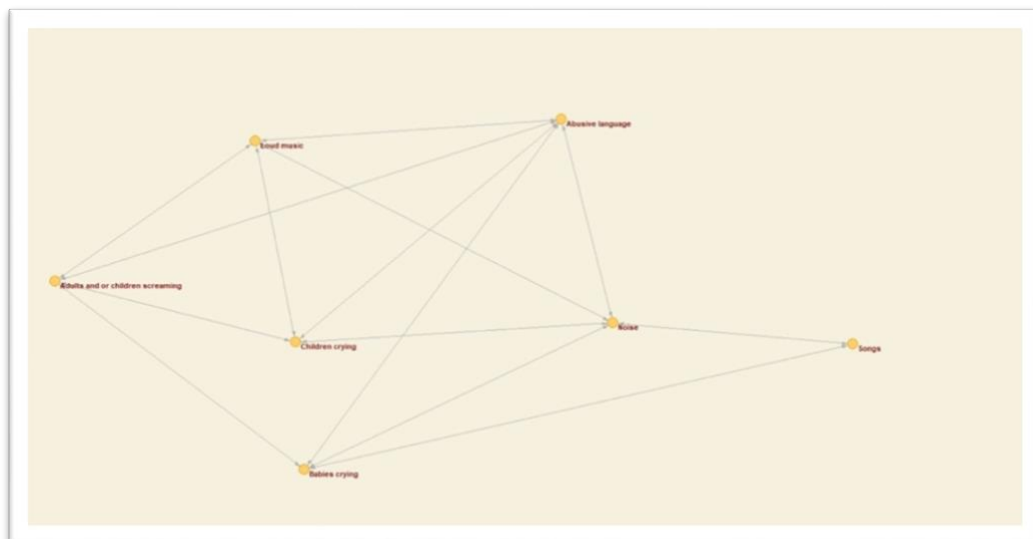 Abusive language
Loud music
Adults and or children screaming
Noise
Children crying
Songs
Babies crying